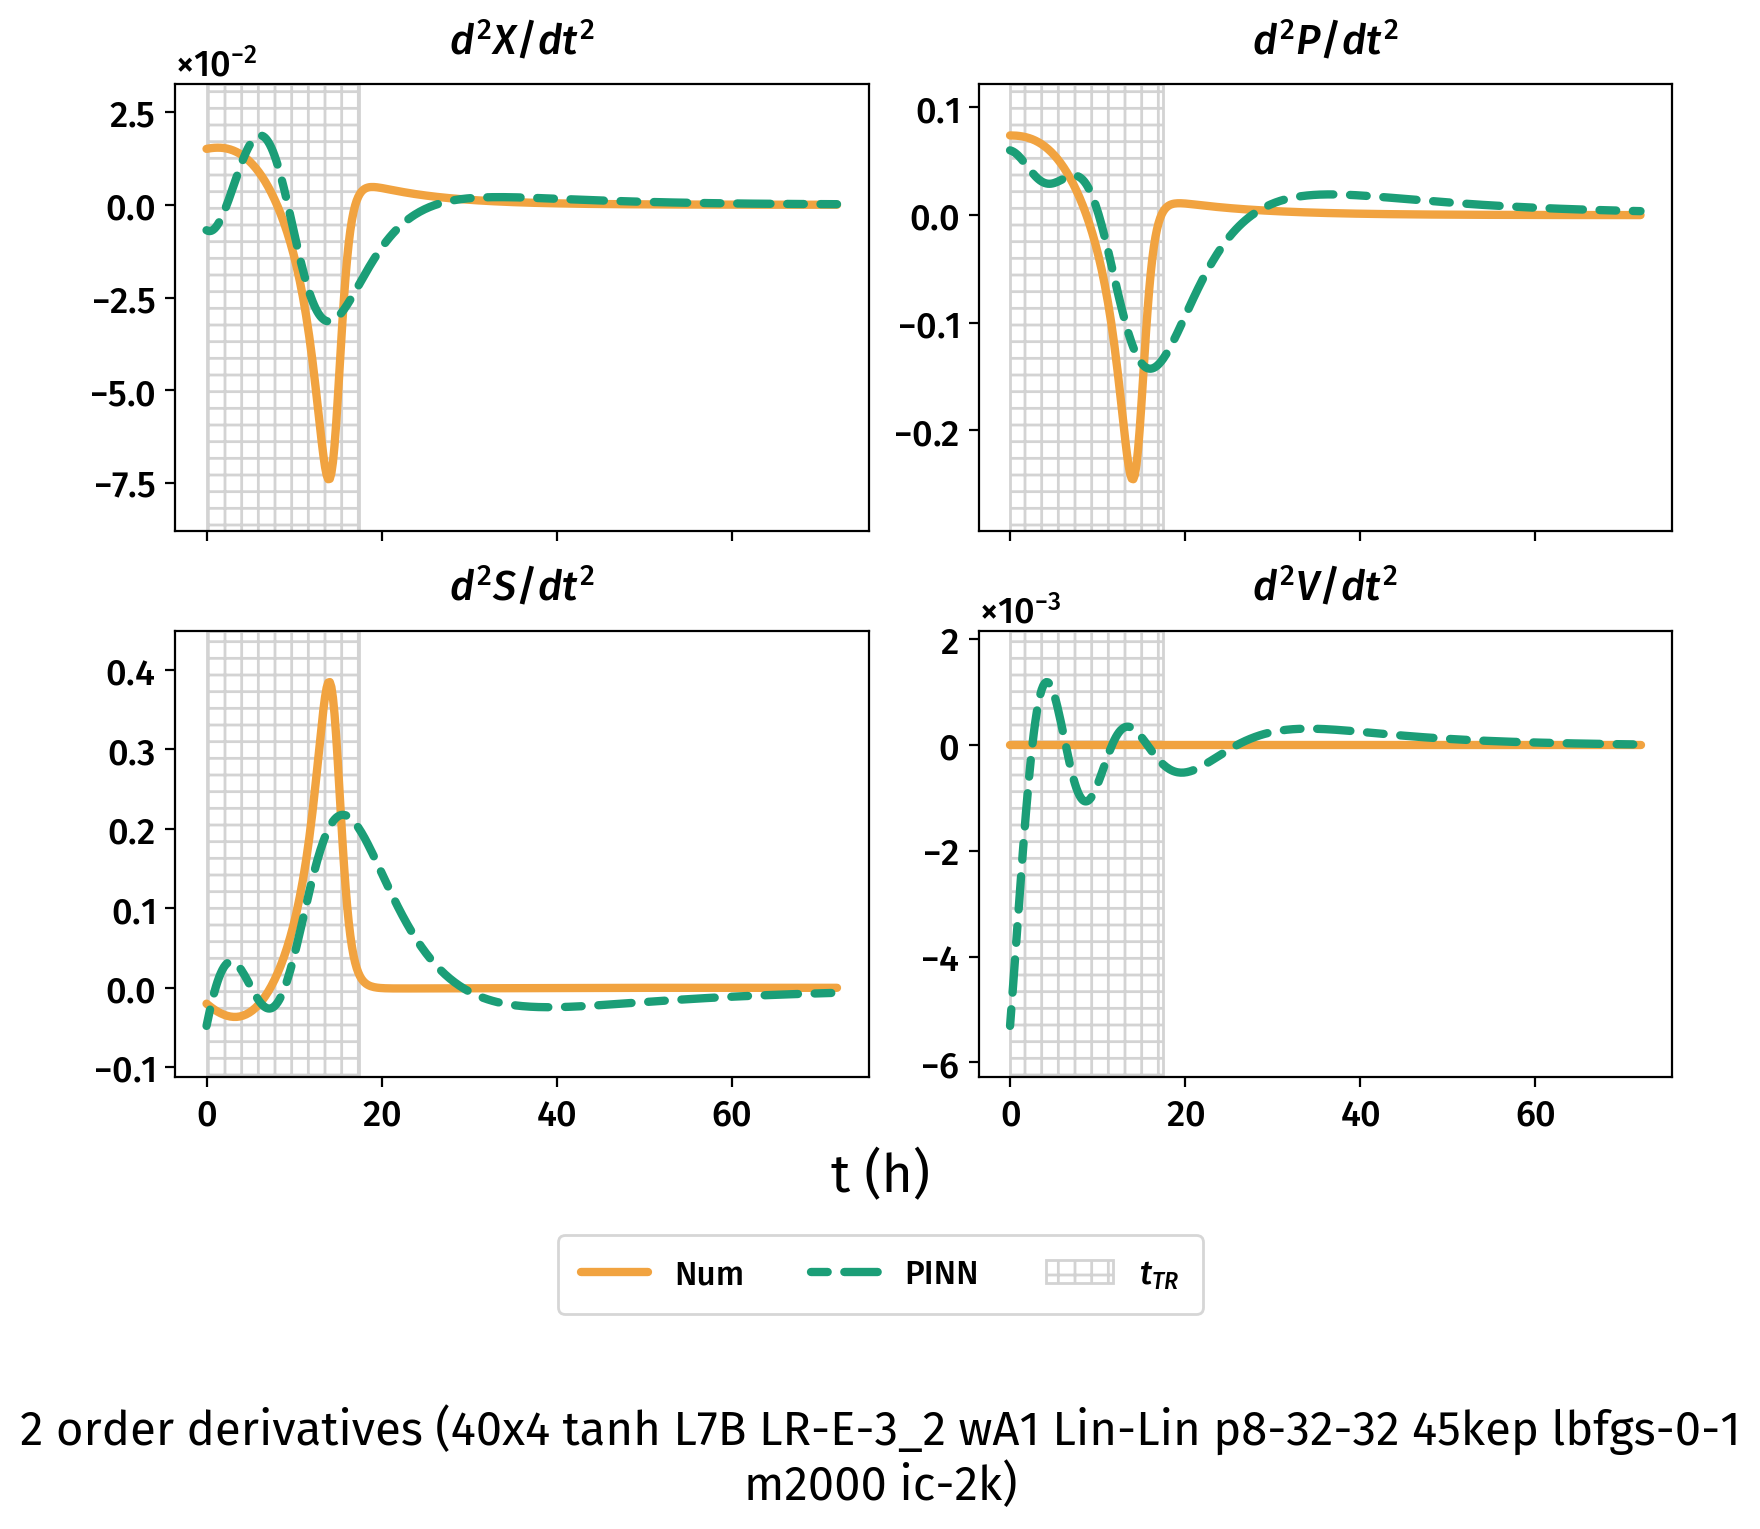 d²X/dt²
×10⁻²
2.5
0.0
−2.5
−5.0
−7.5
d²P/dt²
0.1
0.0
−0.1
−0.2
d²S/dt²
0.4
0.3
0.2
0.1
0.0
−0.1
0 20 40 60
d²V/dt²
×10⁻³
2
0
−2
−4
−6
0 20 40 60
t (h)
Num PINN t_TR
2 order derivatives (40x4 tanh L7B LR-E-3_2 wA1 Lin-Lin p8-32-32 45kep lbfgs-0-1
m2000 ic-2k)